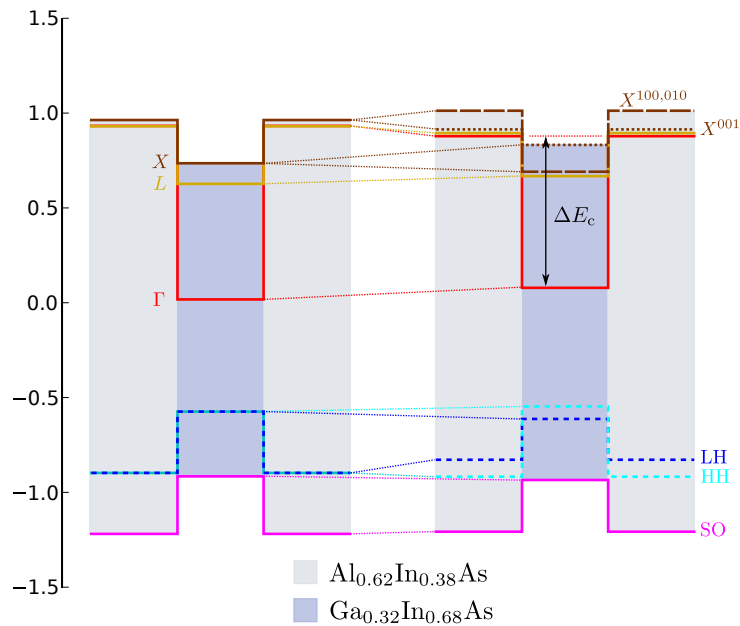 1.5
1.0
0.5
0.0
−0.5
−1.0
−1.5
X
L
Γ
X^{100,010}
X^{001}
ΔE_c
LH
HH
SO
Al_{0.62}In_{0.38}As
Ga_{0.32}In_{0.68}As